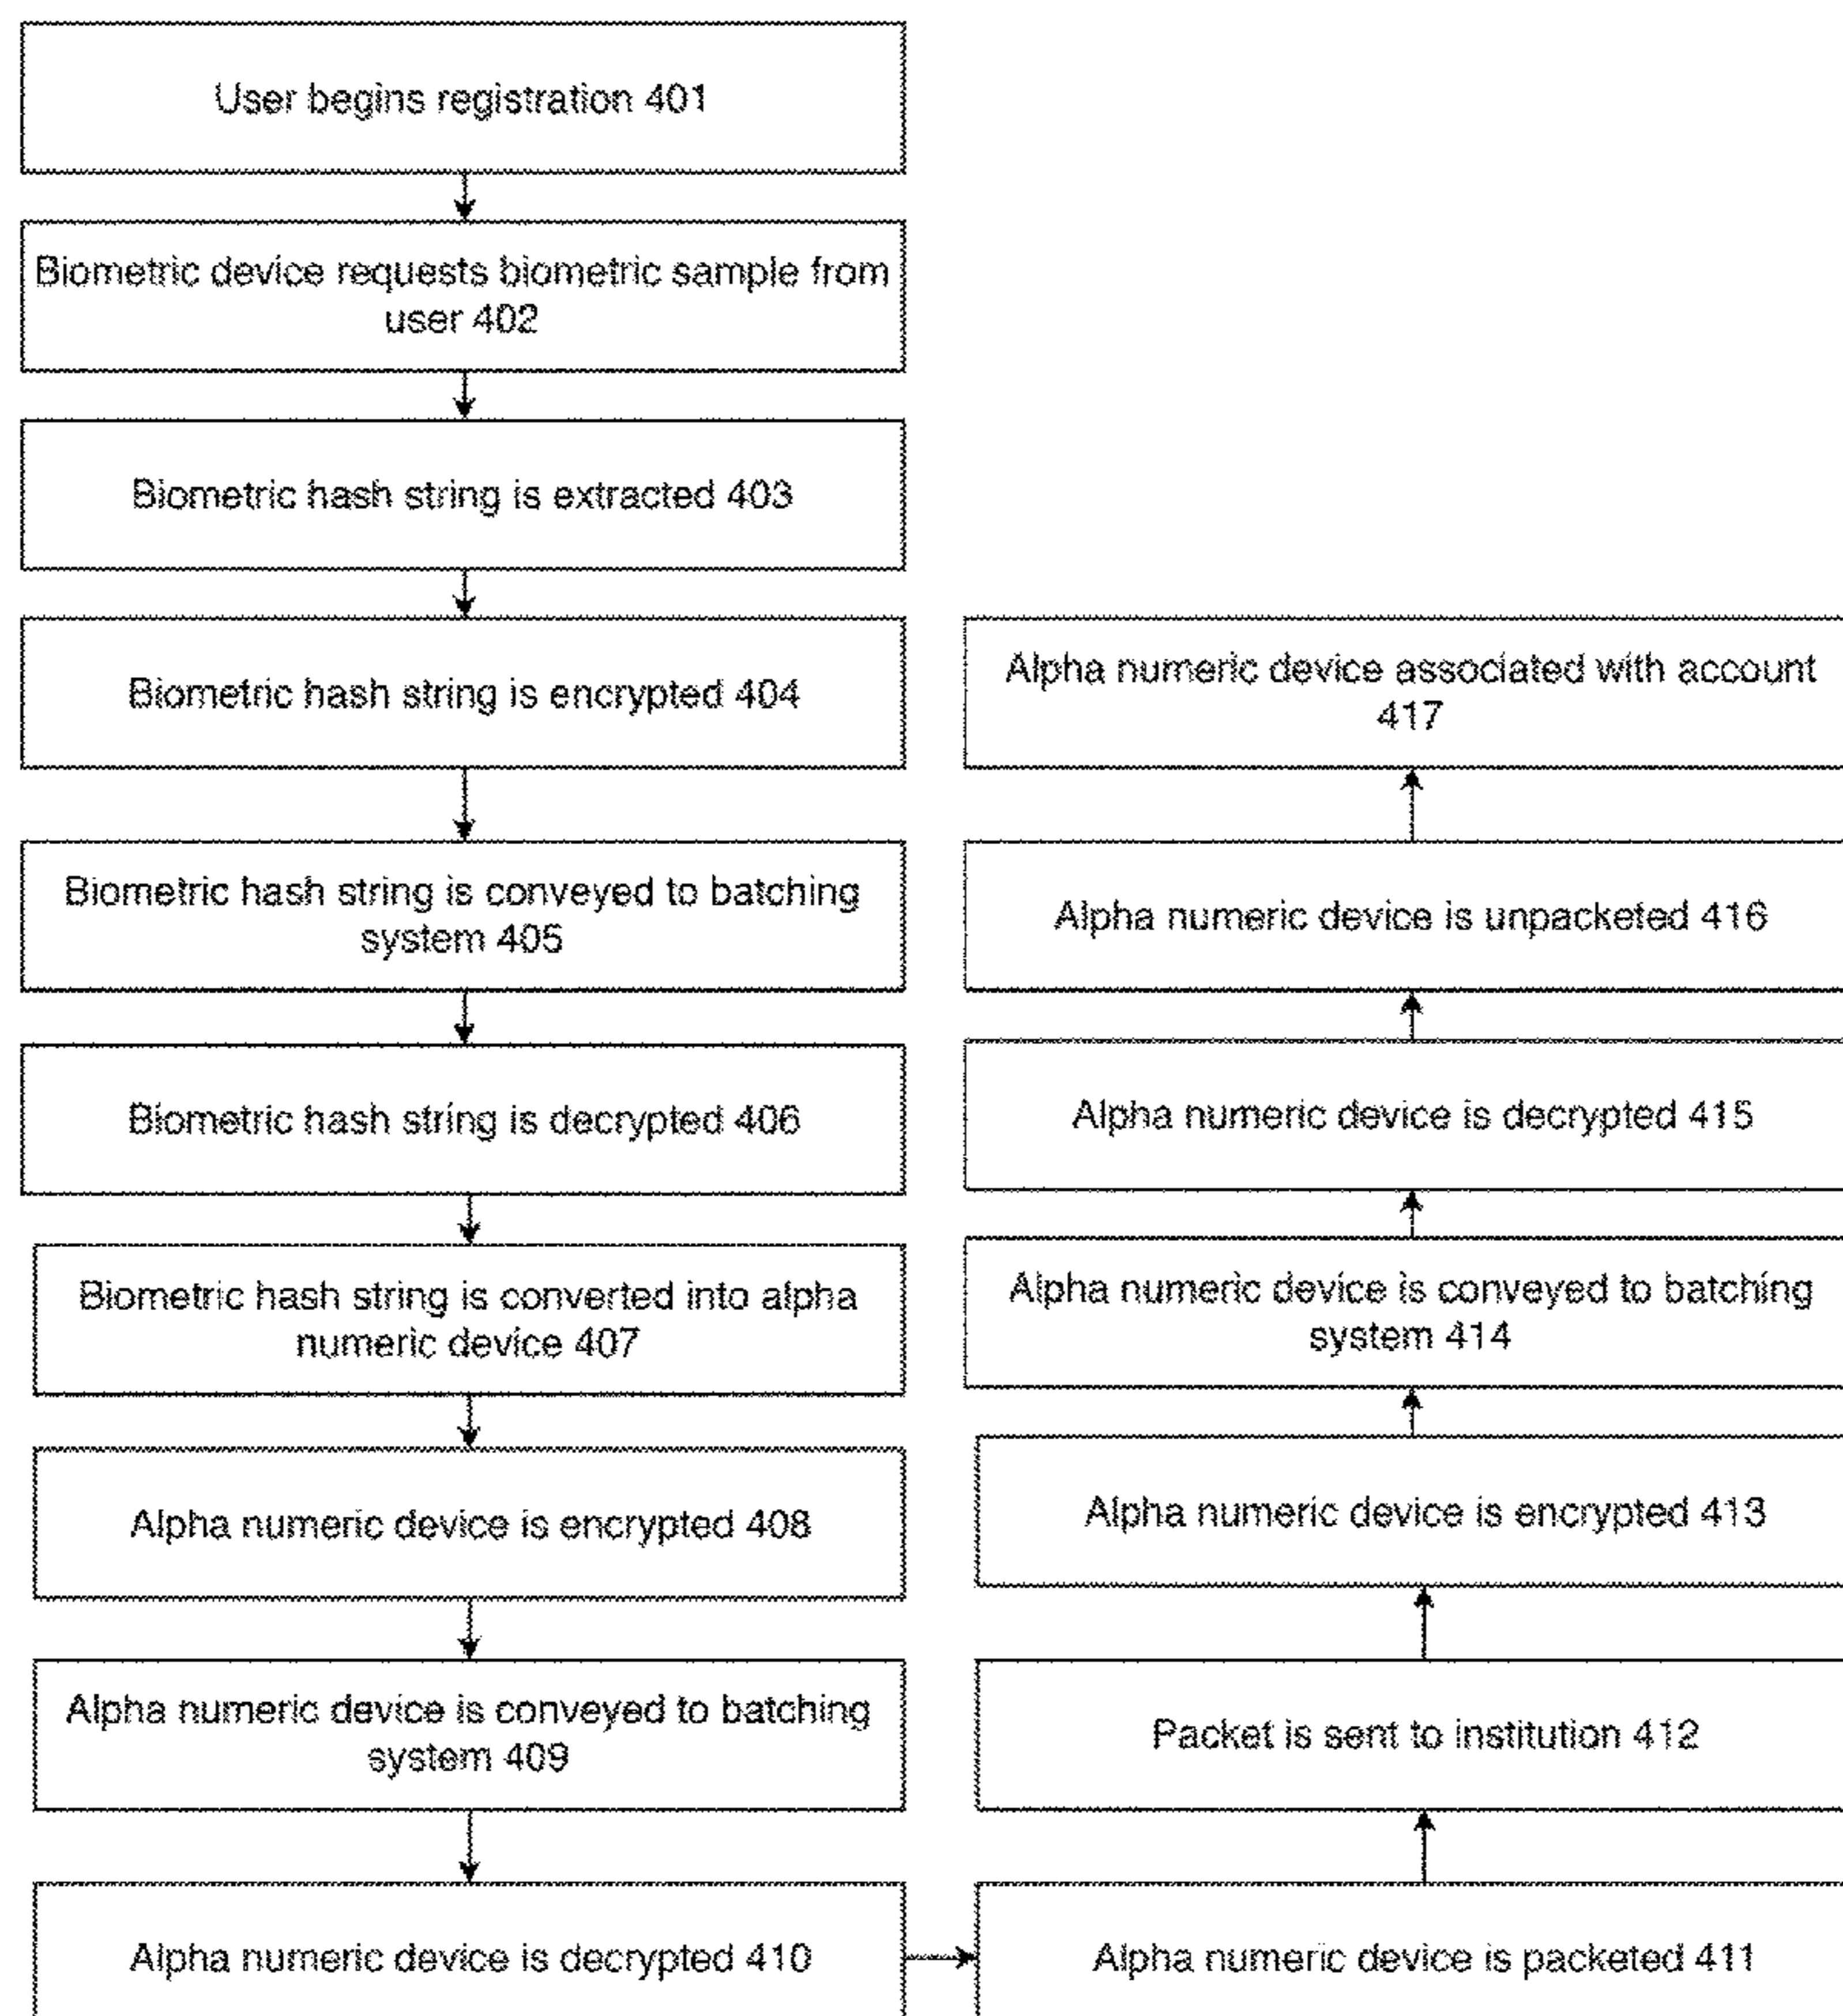 User begins registration 401
Biometric device requests biometric sample from
user 402
Biometric hash string is extracted 403
Biometric hash string is encrypted 404
Biometric hash string is conveyed to batching
system 405
Biometric hash string is decrypted 406
Biometric hash string is converted into alpha
numeric device 407
Alpha numeric device is encrypted 408
Alpha numeric device is conveyed to batching
system 409
Alpha numeric device is decrypted 410
Alpha numeric device is packeted 411
Packet is sent to institution 412
Alpha numeric device is encrypted 413
Alpha numeric device is conveyed to batching
system 414
Alpha numeric device is decrypted 415
Alpha numeric device is unpacketed 416
Alpha numeric device associated with account
417